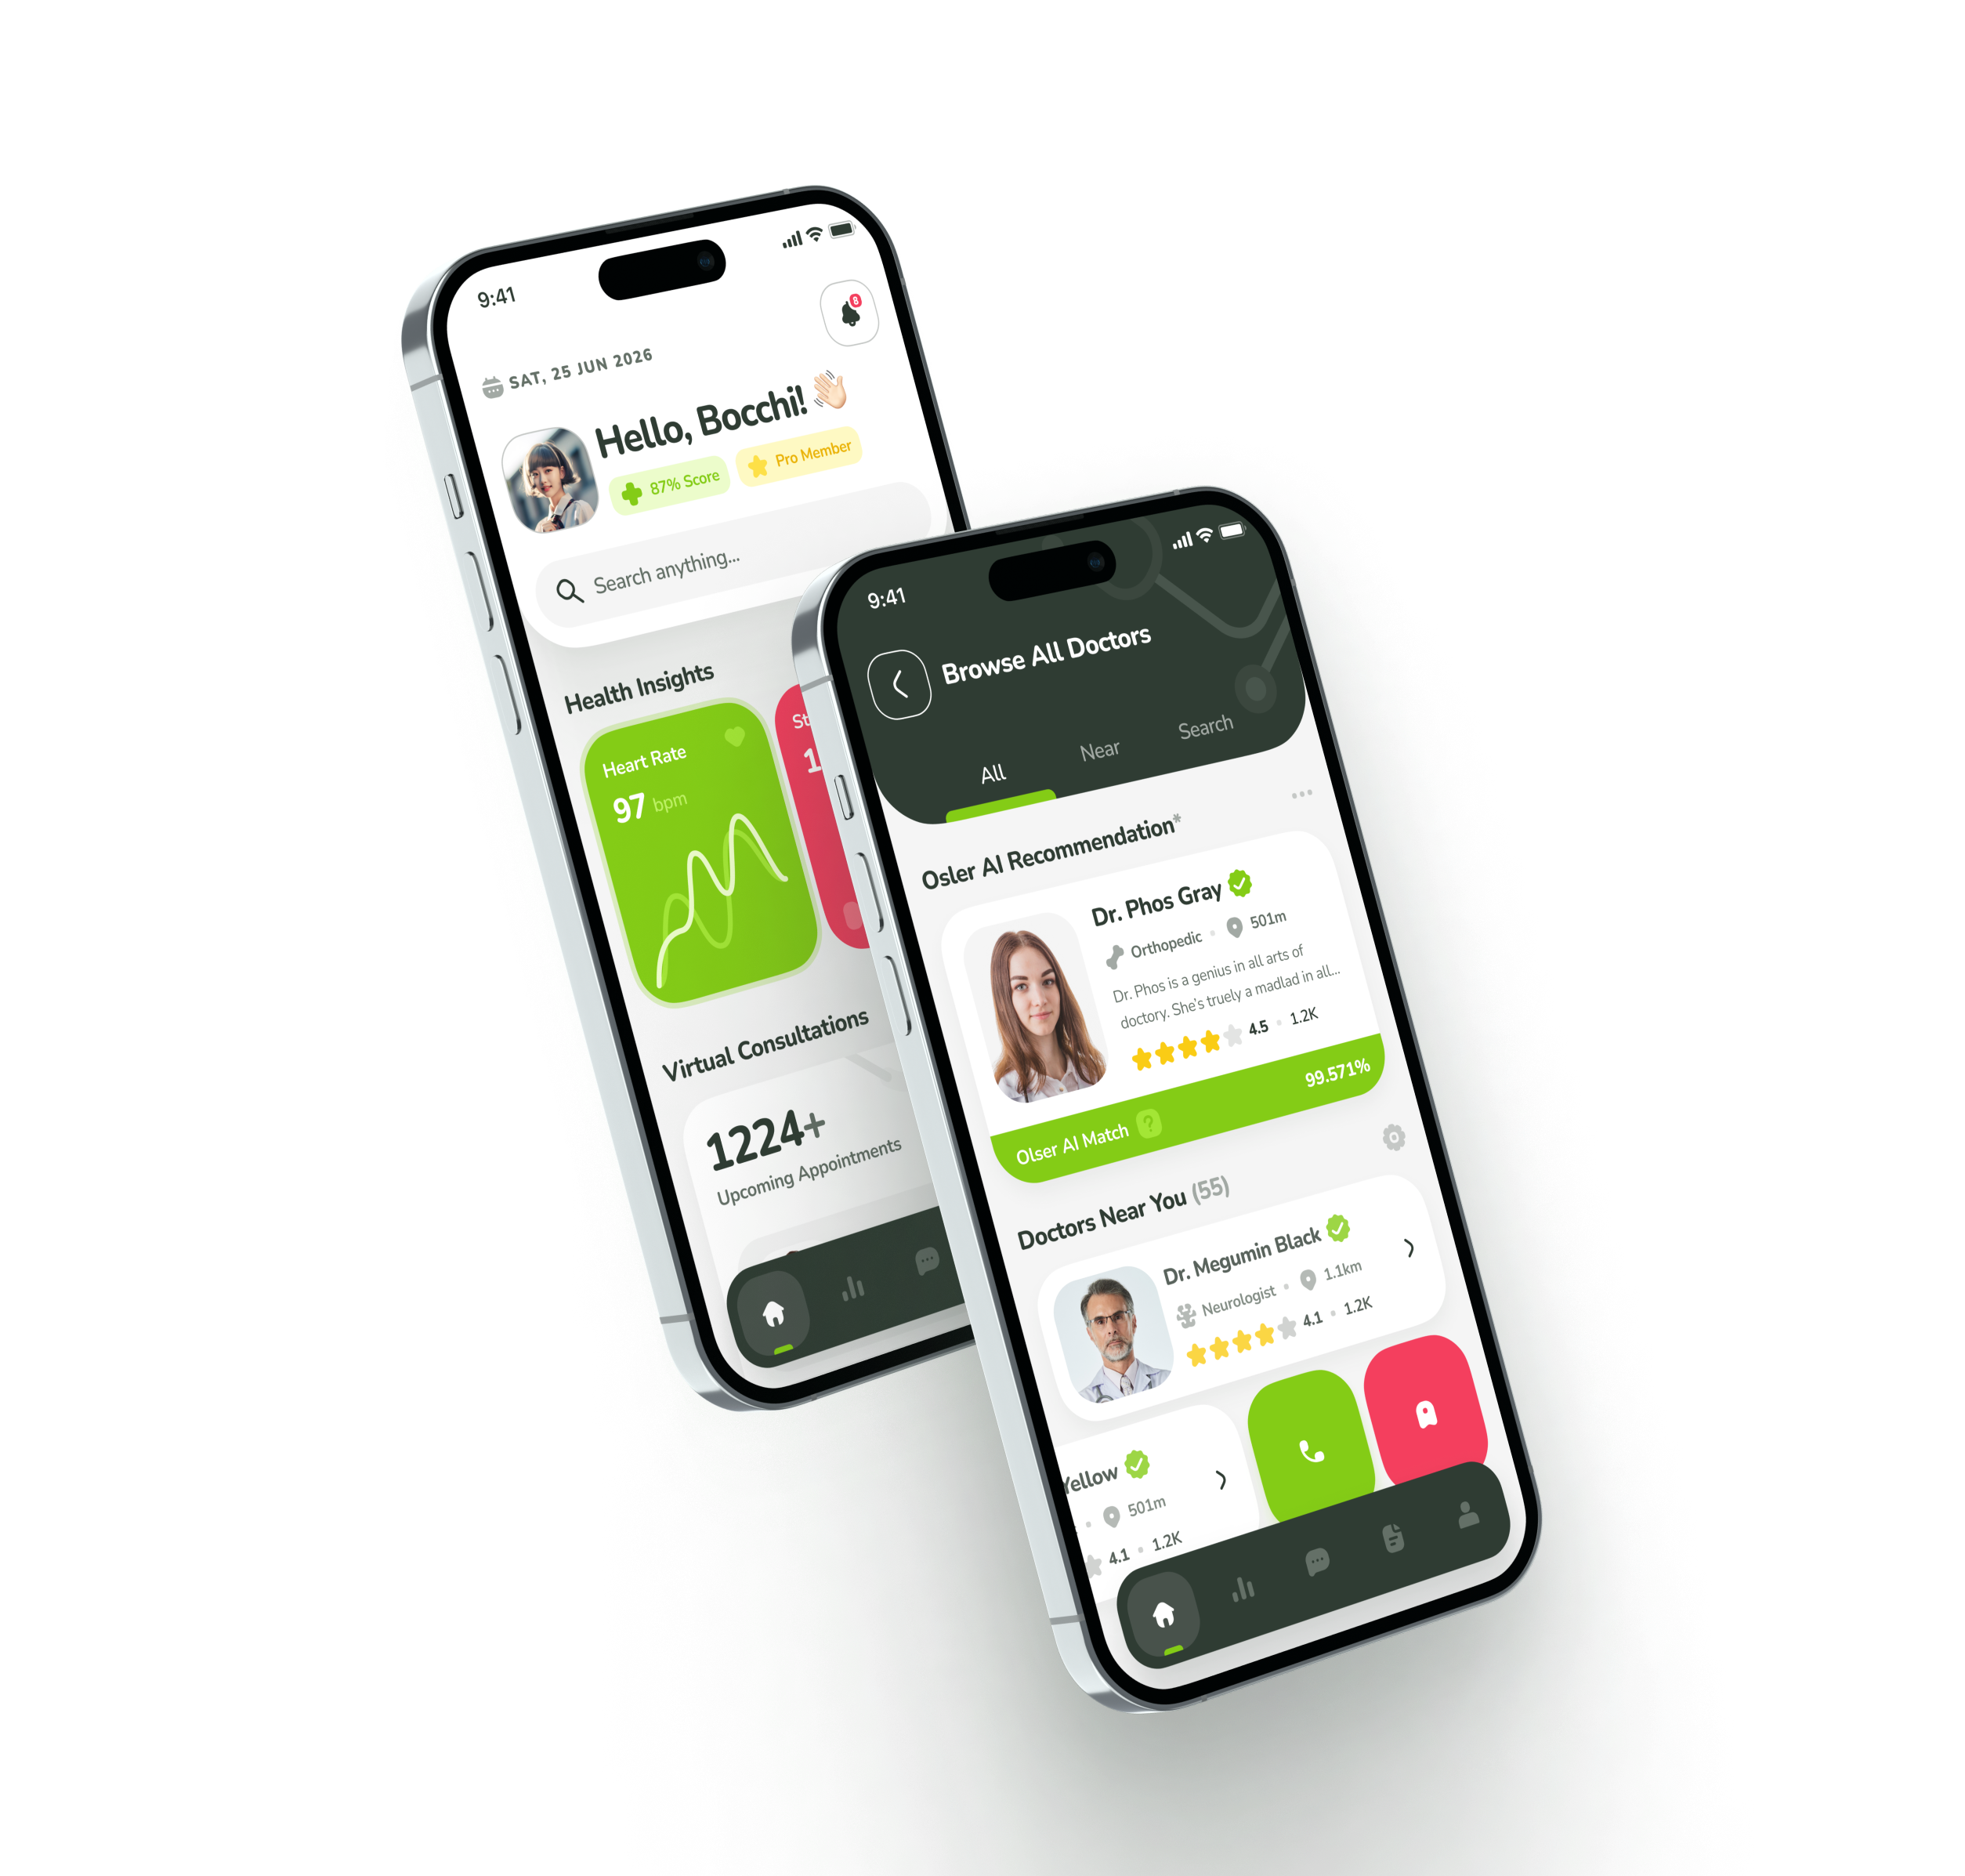 9:41
8
SAT, 25 JUN 2026
Hello, Bocchi! 👋🏻
87% Score
Pro Member
Search anything...
Health Insights
Heart Rate
97 bpm
St
1
Virtual Consultations
1224+
Upcoming Appointments
9:41
Browse All Doctors
All
Near
Search
Osler AI Recommendation*
Dr. Phos Gray
Orthopedic • 501m
Dr. Phos is a genius in all arts of
doctory. She's truely a madlad in all...
4.5 • 1.2K
Olser AI Match ?
99.571%
Doctors Near You (55)
Dr. Megumin Black
Neurologist • 1.1km
4.1 • 1.2K
Yellow
• 501m
4.1 • 1.2K